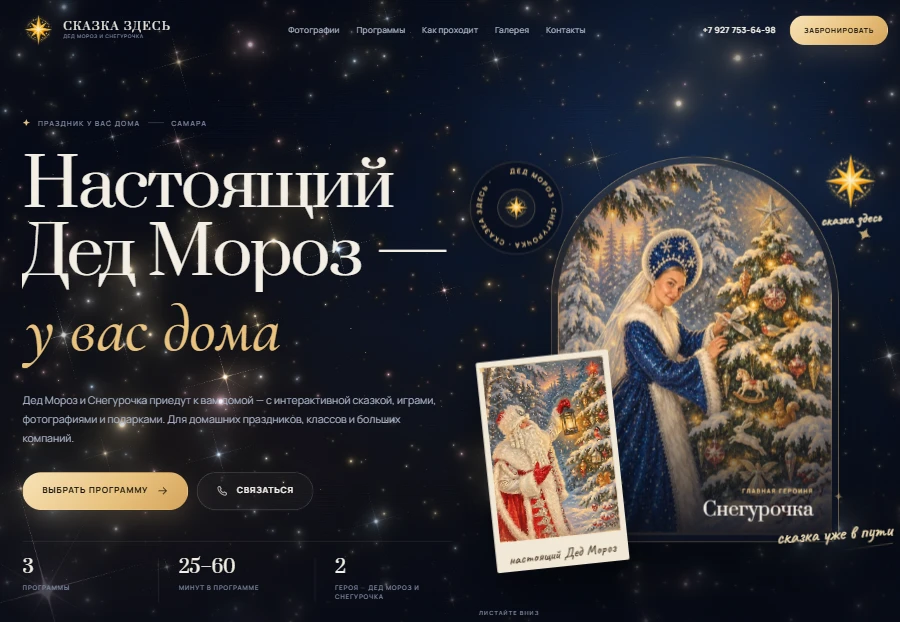 СКАЗКА ЗДЕСЬ
ДЕД МОРОЗ И СНЕГУРОЧКА
Фотографии
Программы
Как проходит
Галерея
Контакты
+7 927 753-64-98
ЗАБРОНИРОВАТЬ
ПРАЗДНИК У ВАС ДОМА — САМАРА
Настоящий
Дед Мороз —
у вас дома
Дед Мороз и Снегурочка приедут к вам домой — с интерактивной сказкой, играми,
фотографиями и подарками. Для домашних праздников, классов и больших
компаний.
ВЫБРАТЬ ПРОГРАММУ →
СВЯЗАТЬСЯ
3
ПРОГРАММЫ
25–60
МИНУТ В ПРОГРАММЕ
2
ГЕРОЯ — ДЕД МОРОЗ И
СНЕГУРОЧКА
ДЕД МОРОЗ · СНЕГУРОЧКА · СКАЗКА ЗДЕСЬ ·
сказка здесь
ГЛАВНАЯ ГЕРОИНЯ
Снегурочка
настоящий Дед Мороз
сказка уже в пути
ЛИСТАЙТЕ ВНИЗ